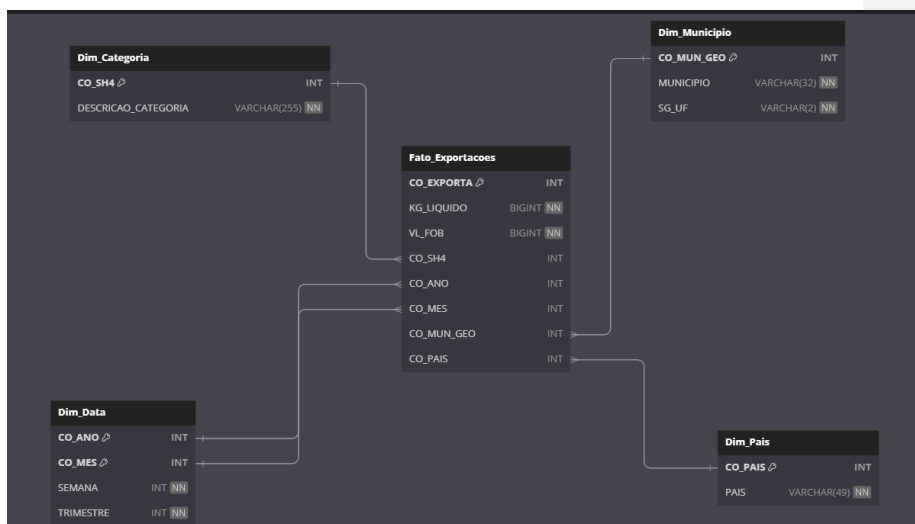 Dim_Categoria
CO_SH4 INT
DESCRICAO_CATEGORIA VARCHAR(255) NN
Dim_Municipio
CO_MUN_GEO INT
MUNICIPIO VARCHAR(32) NN
SG_UF VARCHAR(2) NN
Fato_Exportacoes
CO_EXPORTA INT
KG_LIQUIDO BIGINT NN
VL_FOB BIGINT NN
CO_SH4 INT
CO_ANO INT
CO_MES INT
CO_MUN_GEO INT
CO_PAIS INT
Dim_Data
CO_ANO INT
CO_MES INT
SEMANA INT NN
TRIMESTRE INT NN
Dim_Pais
CO_PAIS INT
PAIS VARCHAR(49) NN